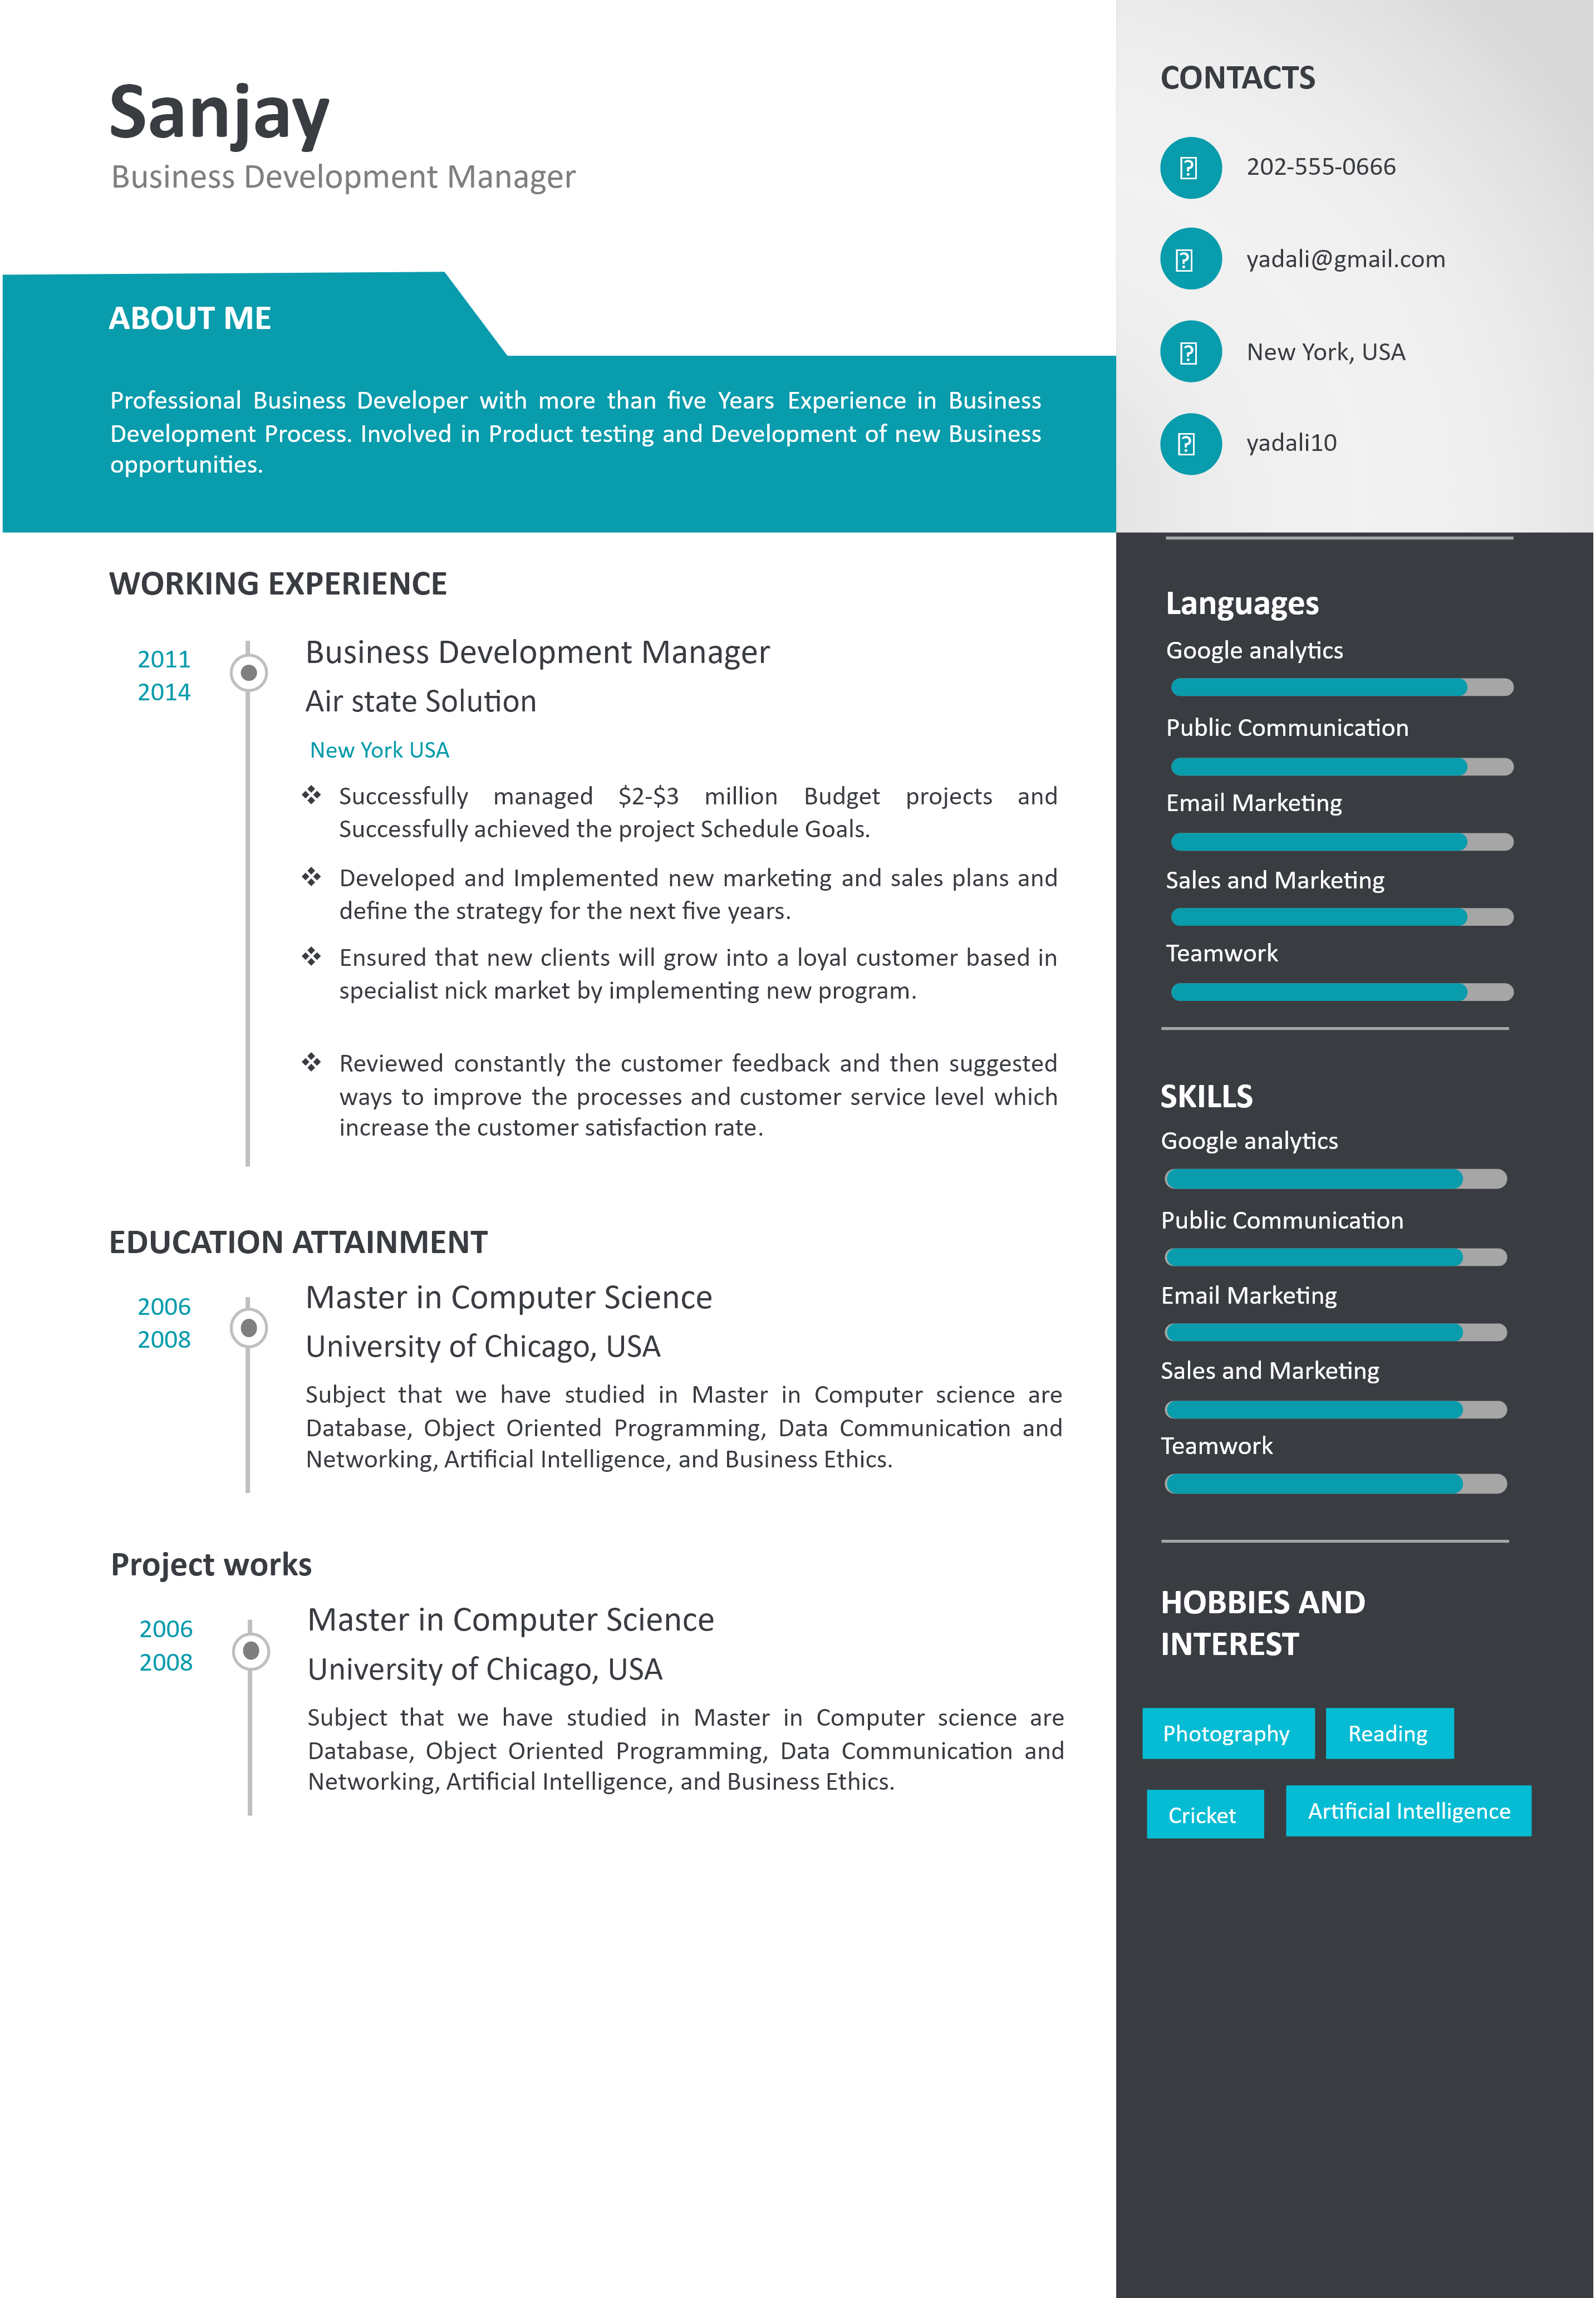 Sanjay
Business Development Manager
ABOUT ME
Professional Business Developer with more than five Years Experience in Business
Development Process. Involved in Product testing and Development of new Business
opportunities.
WORKING EXPERIENCE
2011
2014
Business Development Manager
Air state Solution
New York USA
❖ Successfully managed $2-$3 million Budget projects and
Successfully achieved the project Schedule Goals.
❖ Developed and Implemented new marketing and sales plans and
define the strategy for the next five years.
❖ Ensured that new clients will grow into a loyal customer based in
specialist nick market by implementing new program.
❖ Reviewed constantly the customer feedback and then suggested
ways to improve the processes and customer service level which
increase the customer satisfaction rate.
EDUCATION ATTAINMENT
2006
2008
Master in Computer Science
University of Chicago, USA
Subject that we have studied in Master in Computer science are
Database, Object Oriented Programming, Data Communication and
Networking, Artificial Intelligence, and Business Ethics.
Project works
2006
2008
Master in Computer Science
University of Chicago, USA
Subject that we have studied in Master in Computer science are
Database, Object Oriented Programming, Data Communication and
Networking, Artificial Intelligence, and Business Ethics.
CONTACTS
202-555-0666
yadali@gmail.com
New York, USA
yadali10
Languages
Google analytics
Public Communication
Email Marketing
Sales and Marketing
Teamwork
SKILLS
Google analytics
Public Communication
Email Marketing
Sales and Marketing
Teamwork
HOBBIES AND
INTEREST
Photography
Reading
Cricket
Artificial Intelligence